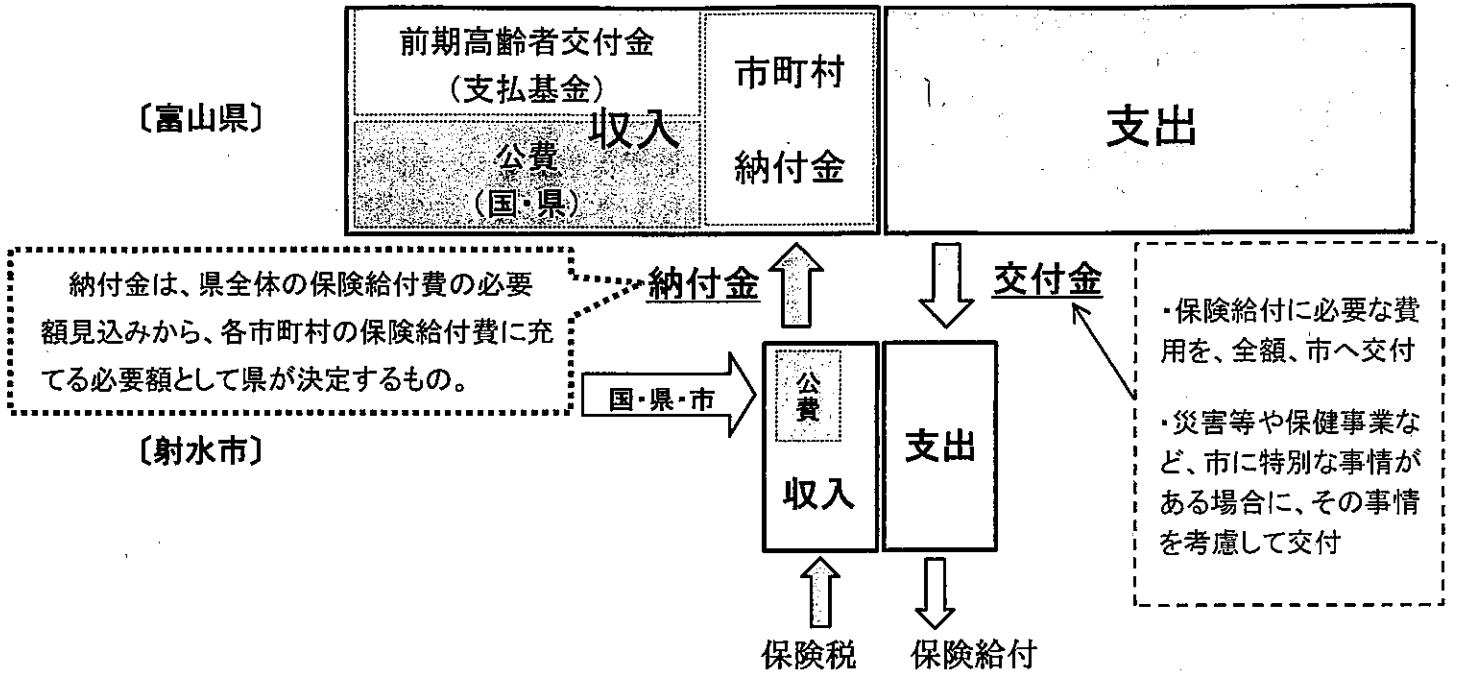 〔富山県〕
前期高齢者交付金
(支払基金)
収入
公費
(国・県)
市町村
納付金
支出
納付金は、県全体の保険給付費の必要
額見込みから、各市町村の保険給付費に充
てる必要額として県が決定するもの。
納付金
交付金
・保険給付に必要な費
用を、全額、市へ交付
・災害等や保健事業な
ど、市に特別な事情が
ある場合に、その事情
を考慮して交付
〔射水市〕
国・県・市
公
費
収入
支出
保険税
保険給付